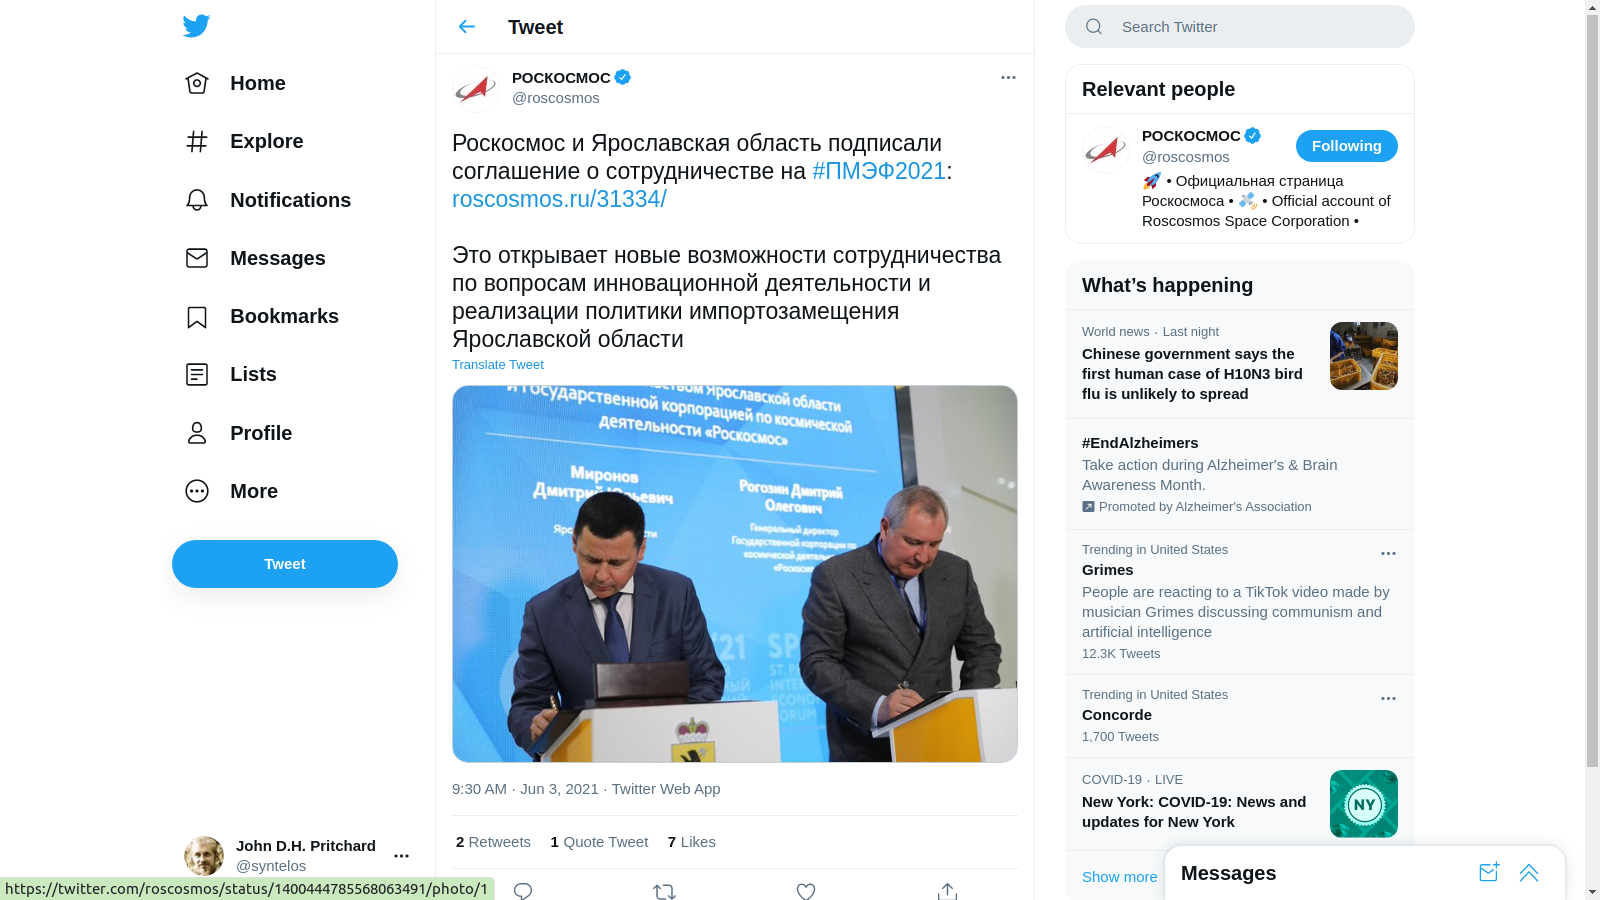 Home
Explore
Notifications
Messages
Bookmarks
Lists
Profile
More
Tweet
John D.H. Pritchard
@syntelos
https://twitter.com/roscosmos/status/1400444785568063491/photo/1
Tweet
РОСКОСМОС
@roscosmos
Роскосмос и Ярославская область подписали
соглашение о сотрудничестве на #ПМЭФ2021:
roscosmos.ru/31334/
Это открывает новые возможности сотрудничества
по вопросам инновационной деятельности и
реализации политики импортозамещения
Ярославской области
Translate Tweet
Ярославской области
и Государственной корпорацией по космической
деятельности «Роскосмос»
Миронов
Дмитрий Юрьевич
Рогозин Дмитрий
Олегович
Генеральный директор
Государственной корпорации по
космической
«Роскосмос»
9:30 AM · Jun 3, 2021 · Twitter Web App
2 Retweets 1 Quote Tweet 7 Likes
Search Twitter
Relevant people
РОСКОСМОС
@roscosmos
Following
• Официальная страница
Роскосмоса • • Official account of
Roscosmos Space Corporation •
What's happening
World news · Last night
Chinese government says the
first human case of H10N3 bird
flu is unlikely to spread
#EndAlzheimers
Take action during Alzheimer's & Brain
Awareness Month.
Promoted by Alzheimer's Association
Trending in United States
Grimes
People are reacting to a TikTok video made by
musician Grimes discussing communism and
artificial intelligence
12.3K Tweets
Trending in United States
Concorde
1,700 Tweets
COVID-19 · LIVE
New York: COVID-19: News and
updates for New York
NY
Show more
Messages